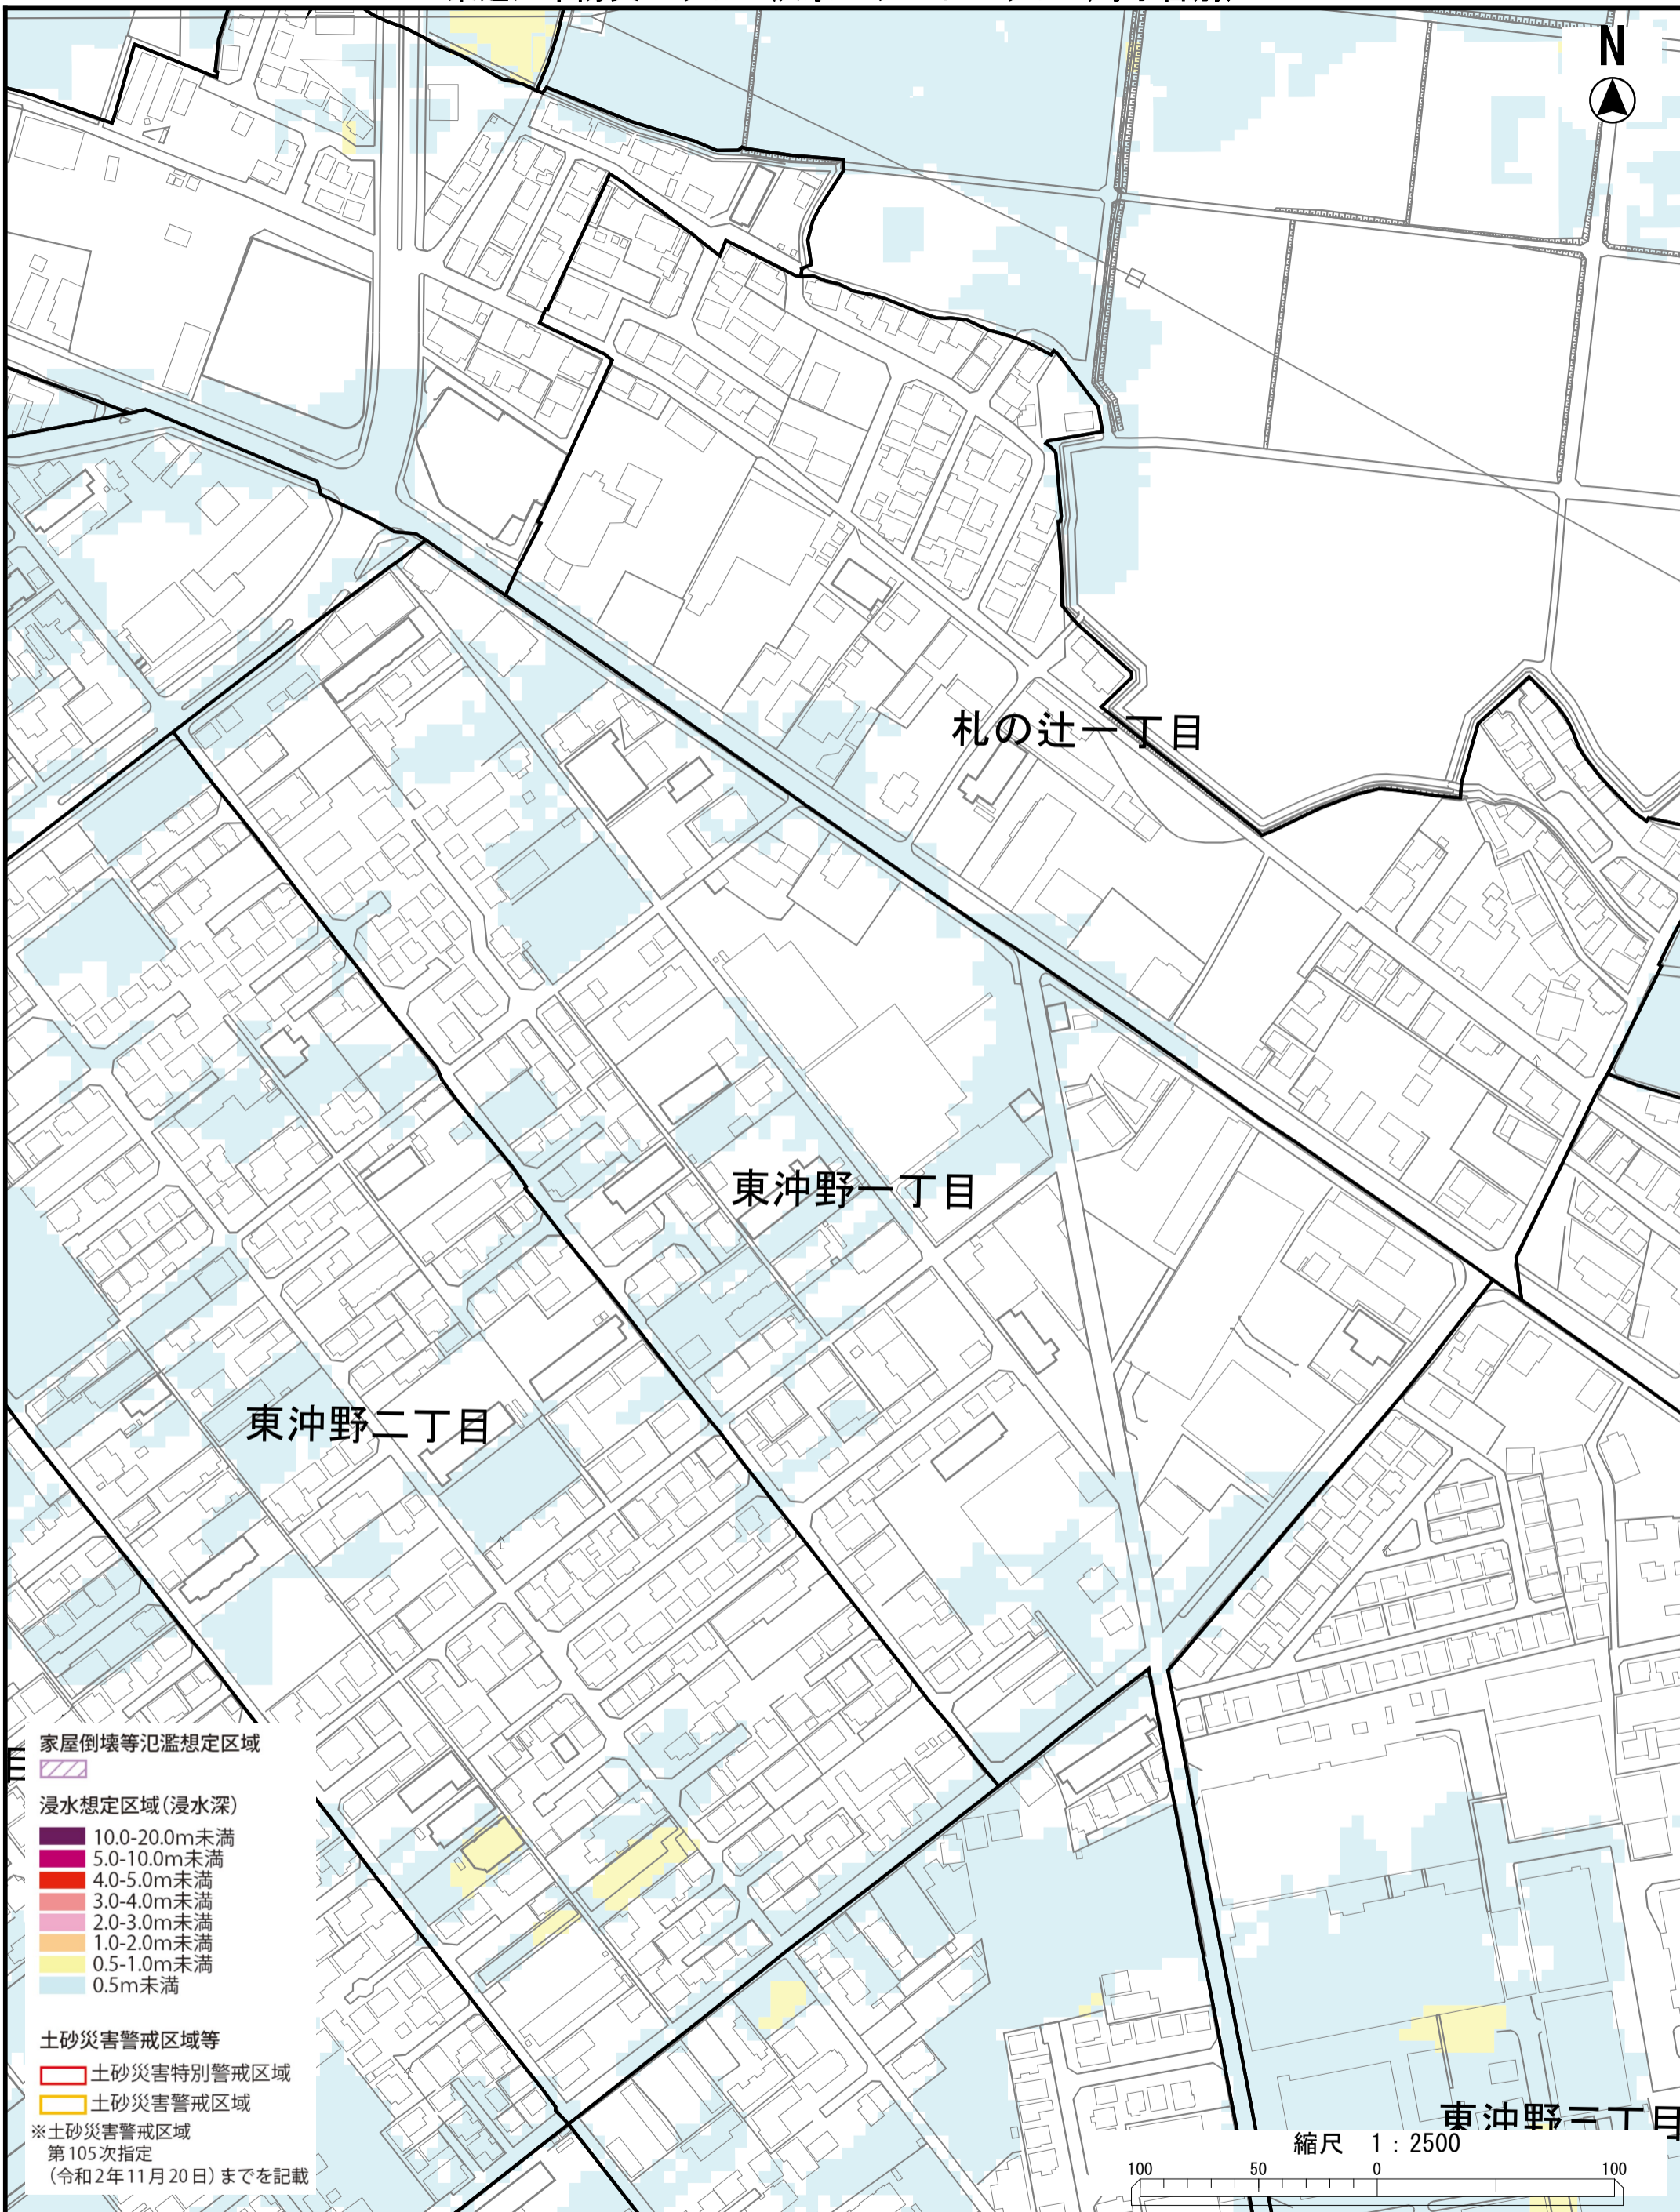 N
札の辻一丁目
東沖野一丁目
東沖野二丁目
目
家屋倒壊等氾濫想定区域
浸水想定区域(浸水深)
10.0-20.0m未満
5.0-10.0m未満
4.0-5.0m未満
3.0-4.0m未満
2.0-3.0m未満
1.0-2.0m未満
0.5-1.0m未満
0.5m未満
土砂災害警戒区域等
土砂災害特別警戒区域
土砂災害警戒区域
※土砂災害警戒区域
第105次指定
(令和2年11月20日)までを記載
東沖野三丁目
縮尺 1:2500
100 50 0 100